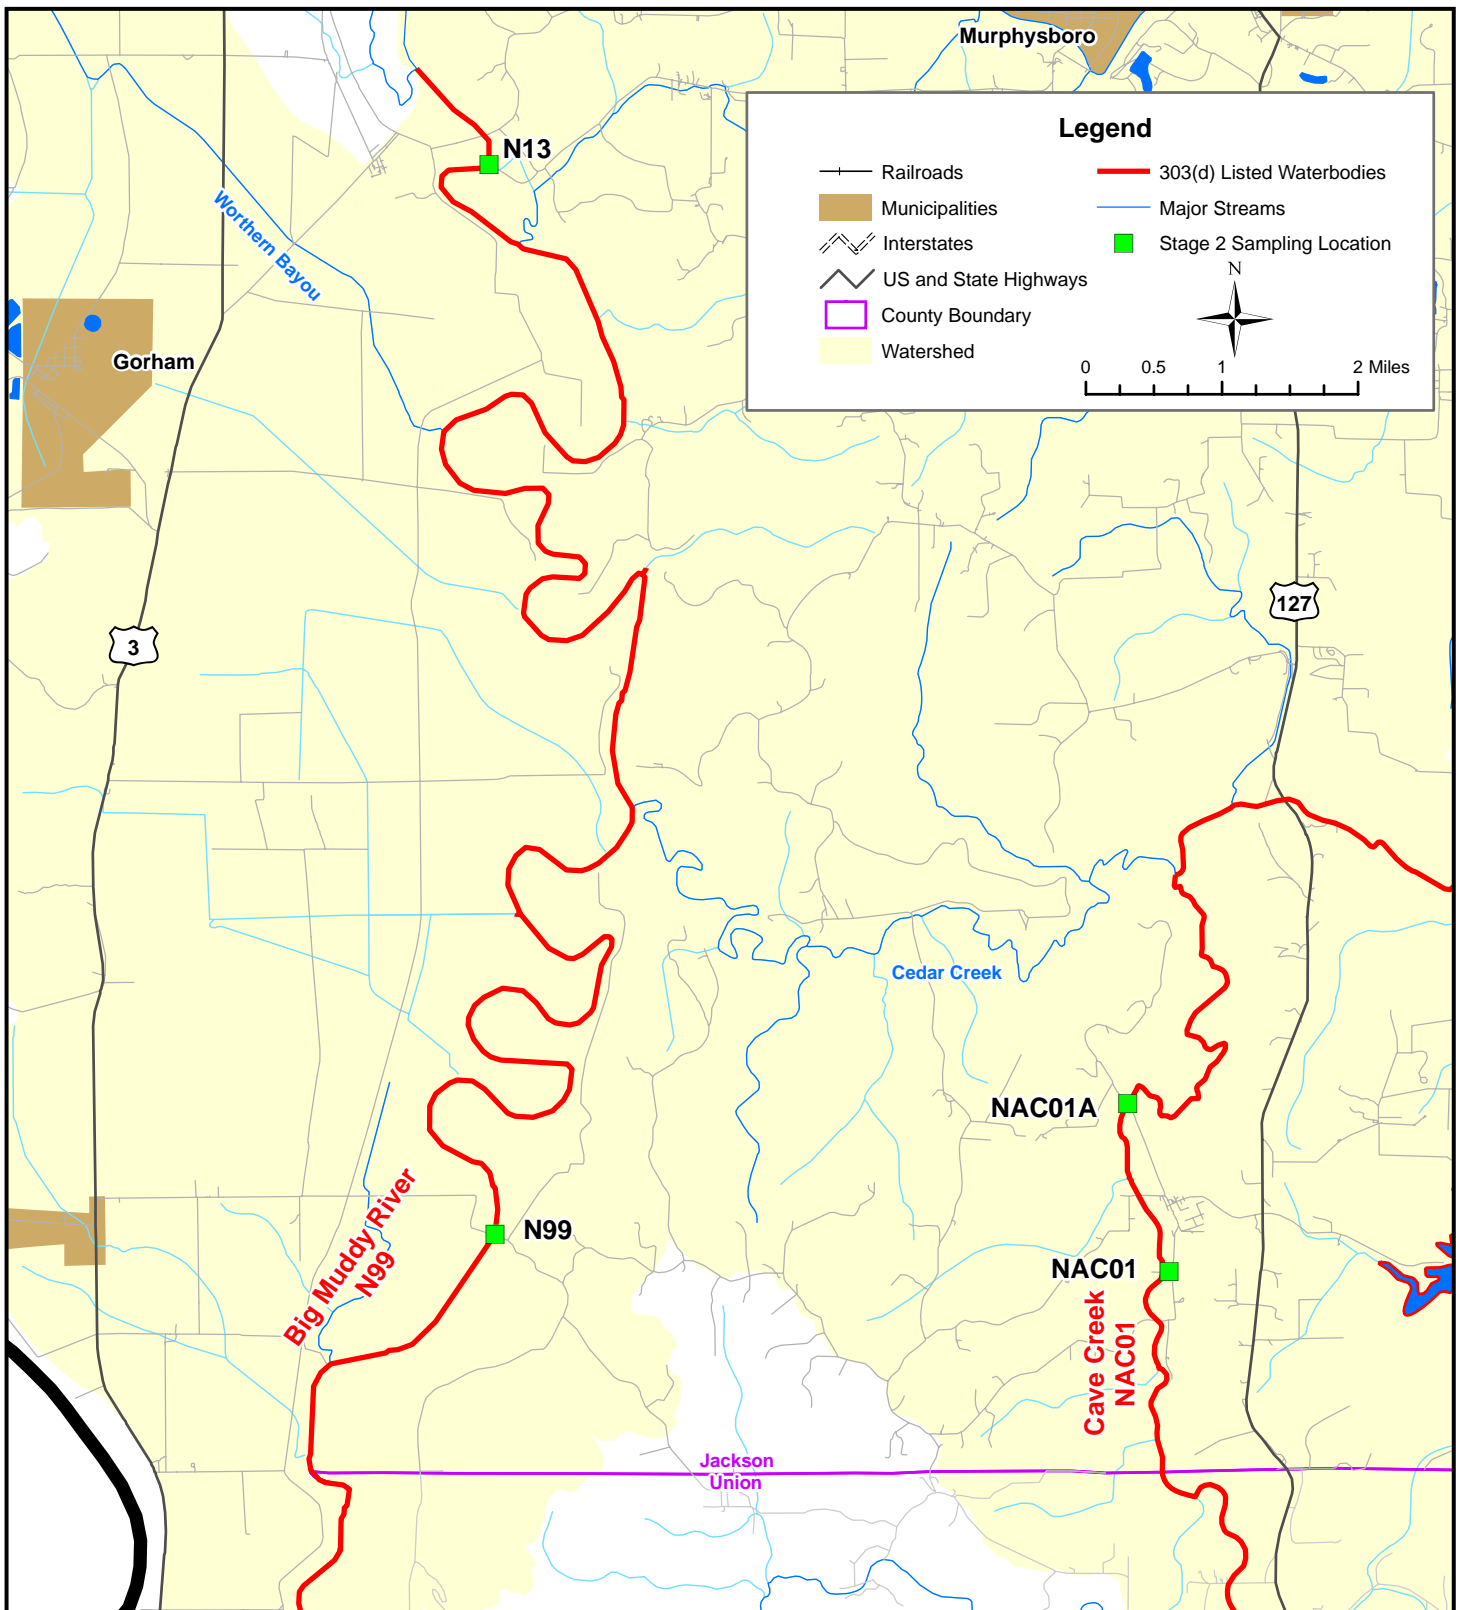 Murphysboro
Legend
Railroads
Municipalities
Interstates
US and State Highways
County Boundary
Watershed
303(d) Listed Waterbodies
Major Streams
Stage 2 Sampling Location
N
0 0.5 1 2 Miles
N13
Worthern Bayou
Gorham
3
127
Cedar Creek
NAC01A
N99
Big Muddy River
N99
NAC01
Cave Creek
NAC01
Jackson
Union